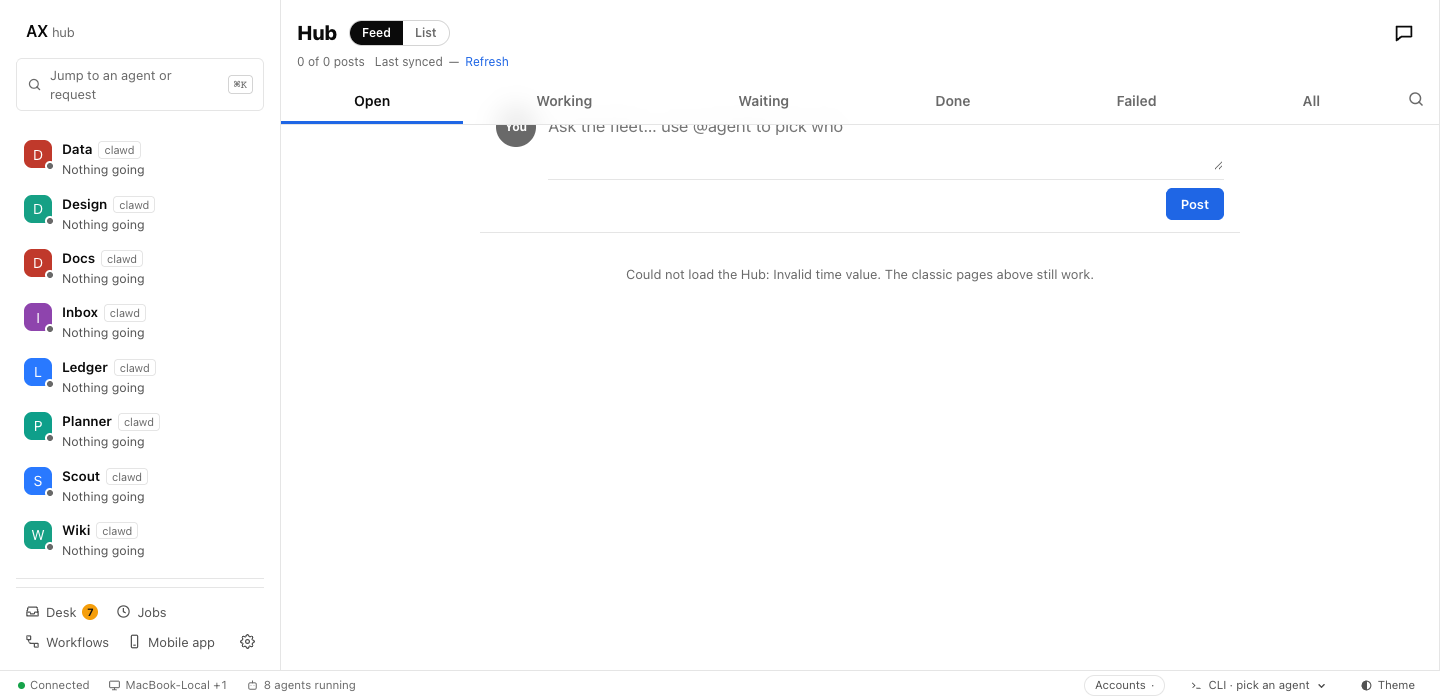 AX hub
Jump to an agent or
request
⌘K
D
Data clawd
Nothing going
D
Design clawd
Nothing going
D
Docs clawd
Nothing going
I
Inbox clawd
Nothing going
L
Ledger clawd
Nothing going
P
Planner clawd
Nothing going
S
Scout clawd
Nothing going
W
Wiki clawd
Nothing going
Desk 7 Jobs
Workflows Mobile app
Hub Feed List
0 of 0 posts Last synced — Refresh
Open Working Waiting Done Failed All
You Ask the fleet... use @agent to pick who
Post
Could not load the Hub: Invalid time value. The classic pages above still work.
Connected MacBook-Local +1 8 agents running Accounts · CLI · pick an agent Theme